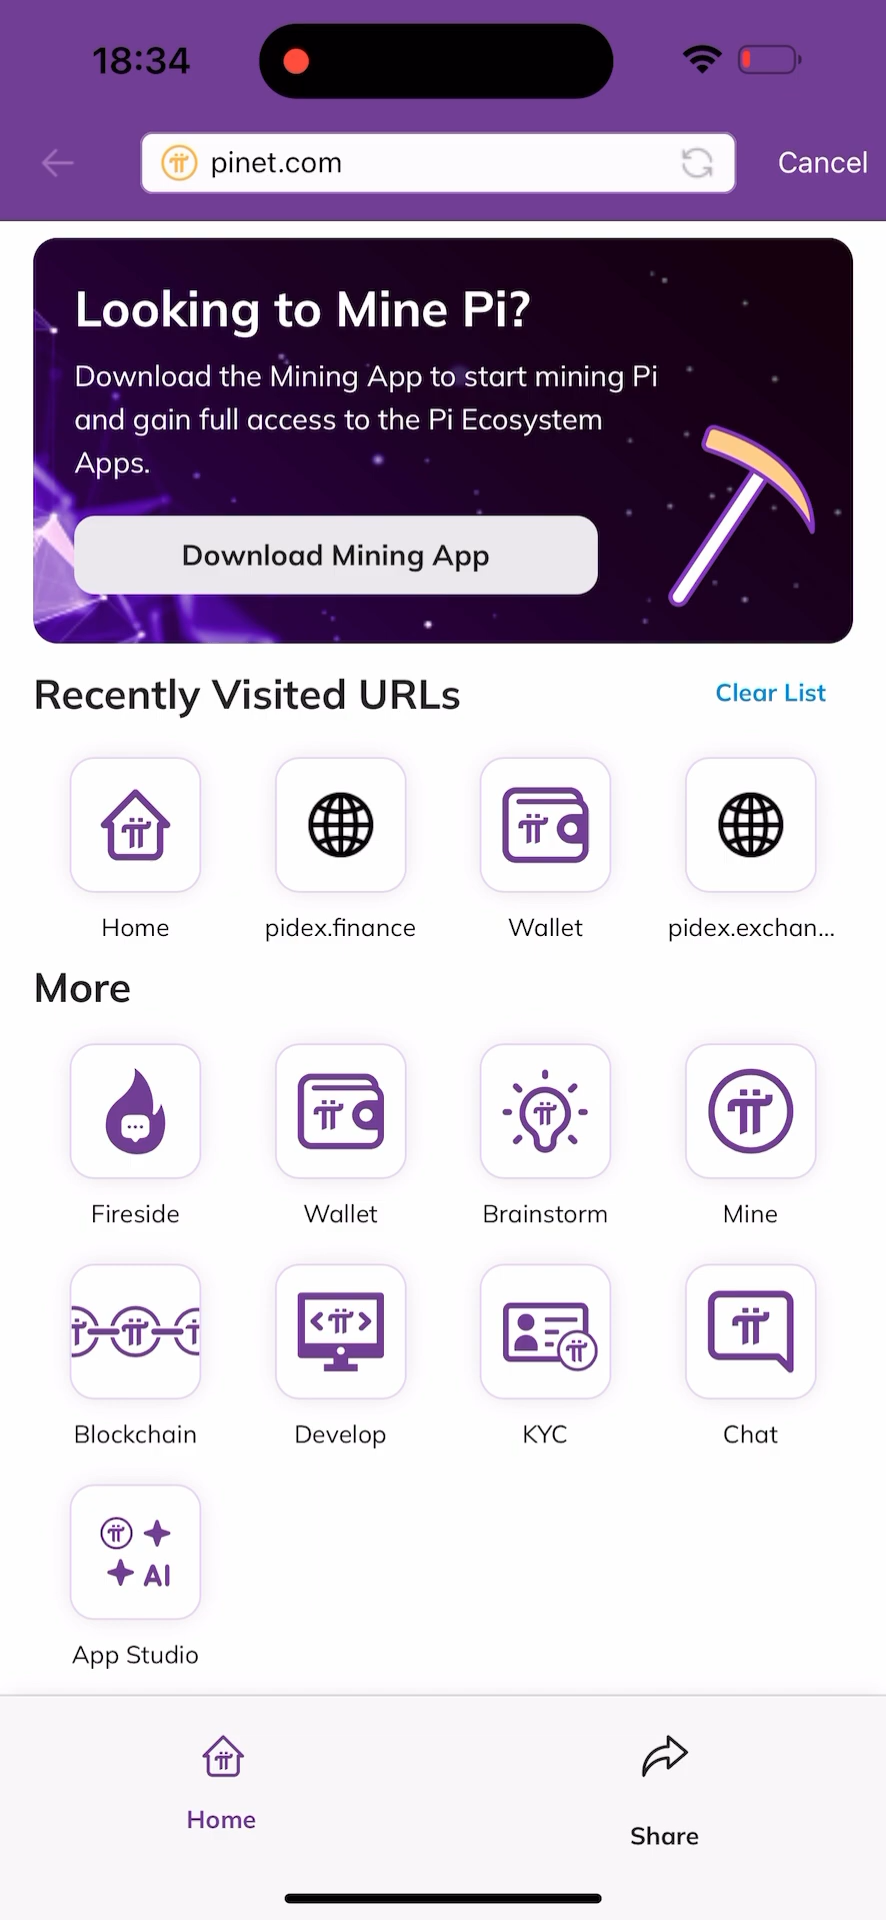 18:34
pinet.com
Cancel
Looking to Mine Pi?
Download the Mining App to start mining Pi
and gain full access to the Pi Ecosystem
Apps.
Download Mining App
Recently Visited URLs
Clear List
Home
pidex.finance
Wallet
pidex.exchan...
More
Fireside
Wallet
Brainstorm
Mine
Blockchain
Develop
KYC
Chat
AI
App Studio
Home
Share